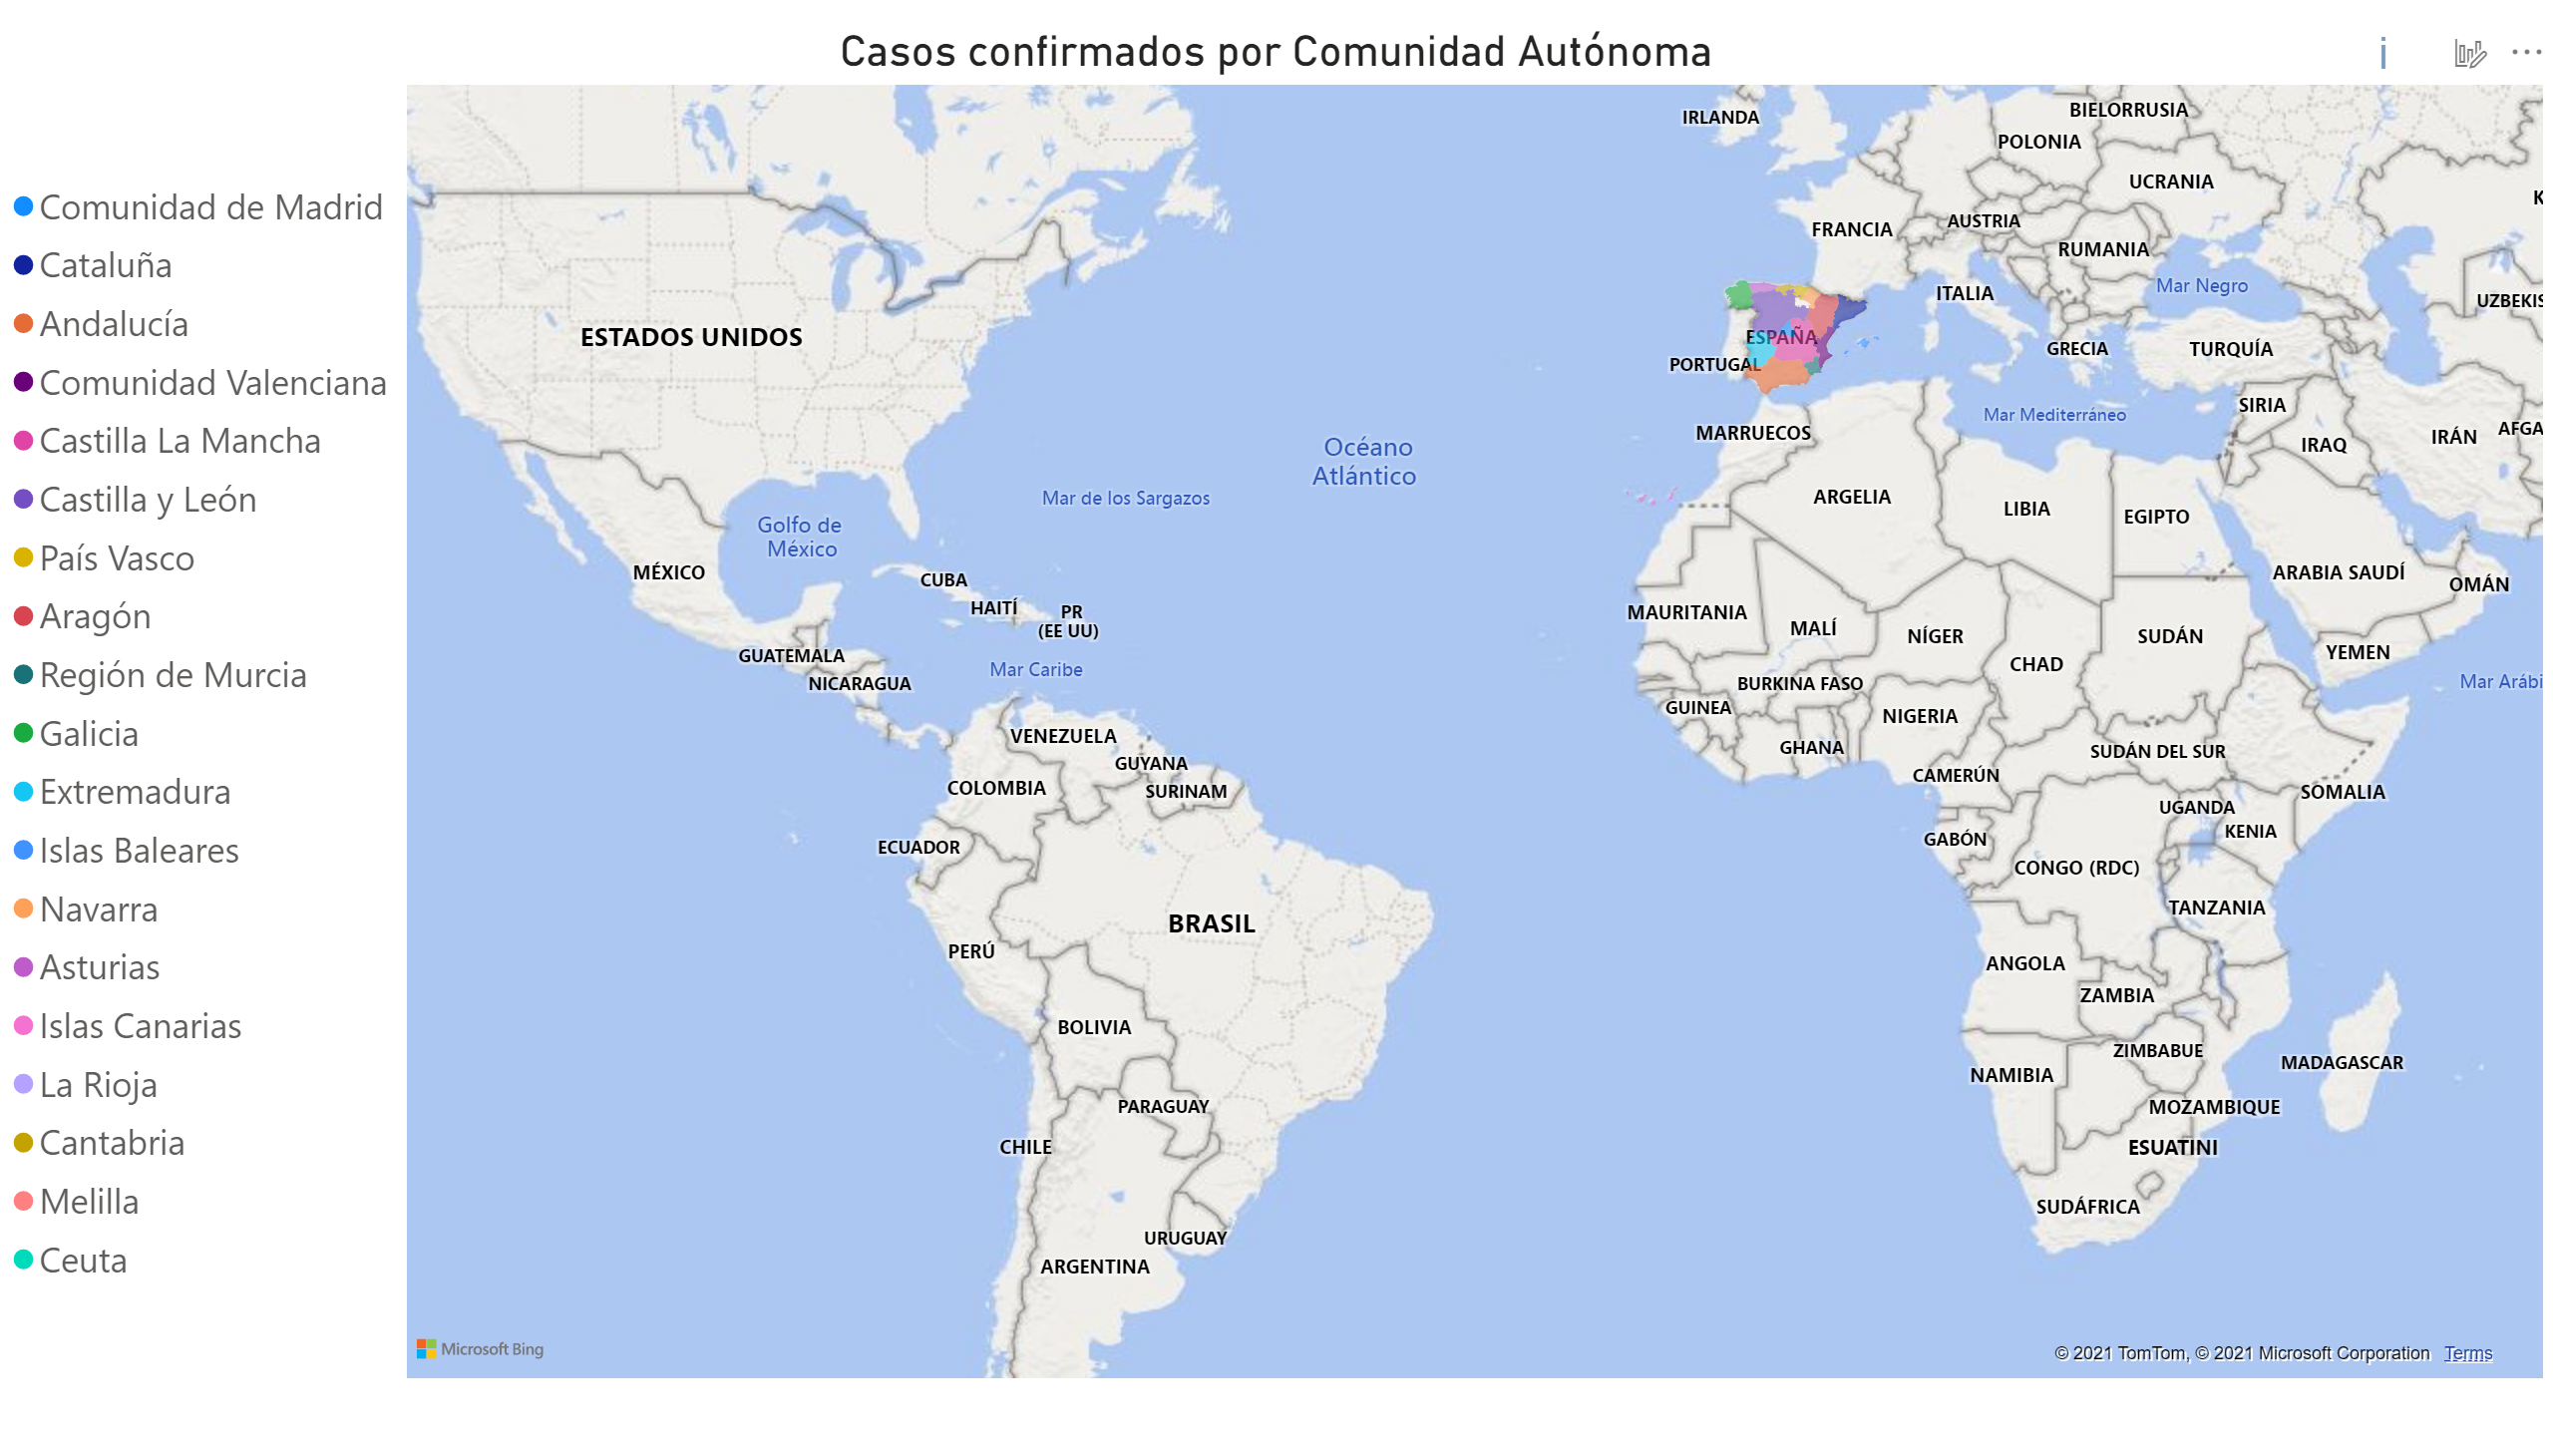 Casos confirmados por Comunidad Autónoma
Comunidad de Madrid
Cataluña
Andalucía
Comunidad Valenciana
Castilla La Mancha
Castilla y León
País Vasco
Aragón
Región de Murcia
Galicia
Extremadura
Islas Baleares
Navarra
Asturias
Islas Canarias
La Rioja
Cantabria
Melilla
Ceuta
IRLANDA
BIELORRUSIA
POLONIA
UCRANIA
K
FRANCIA
AUSTRIA
RUMANIA
Mar Negro
ITALIA
UZBEKIS
ESTADOS UNIDOS
ESPAÑA
PORTUGAL
GRECIA
TURQUÍA
Mar Mediterráneo
SIRIA
MARRUECOS
IRAQ
IRÁN
AFGA
Océano
Atlántico
Mar de los Sargazos
ARGELIA
LIBIA
EGIPTO
Golfo de
México
MÉXICO
CUBA
HAITÍ
PR
(EE UU)
ARABIA SAUDÍ
OMÁN
MAURITANIA
MALÍ
NÍGER
CHAD
SUDÁN
YEMEN
GUATEMALA
Mar Caribe
NICARAGUA
BURKINA FASO
Mar Arábi
GUINEA
NIGERIA
VENEZUELA
GHANA
SUDÁN DEL SUR
GUYANA
COLOMBIA
SURINAM
CAMERÚN
SOMALIA
UGANDA
KENIA
ECUADOR
GABÓN
CONGO (RDC)
BRASIL
TANZANIA
PERÚ
ANGOLA
ZAMBIA
BOLIVIA
ZIMBABUE
MADAGASCAR
NAMIBIA
PARAGUAY
MOZAMBIQUE
CHILE
ESUATINI
SUDÁFRICA
URUGUAY
ARGENTINA
Microsoft Bing
© 2021 TomTom, © 2021 Microsoft Corporation Terms